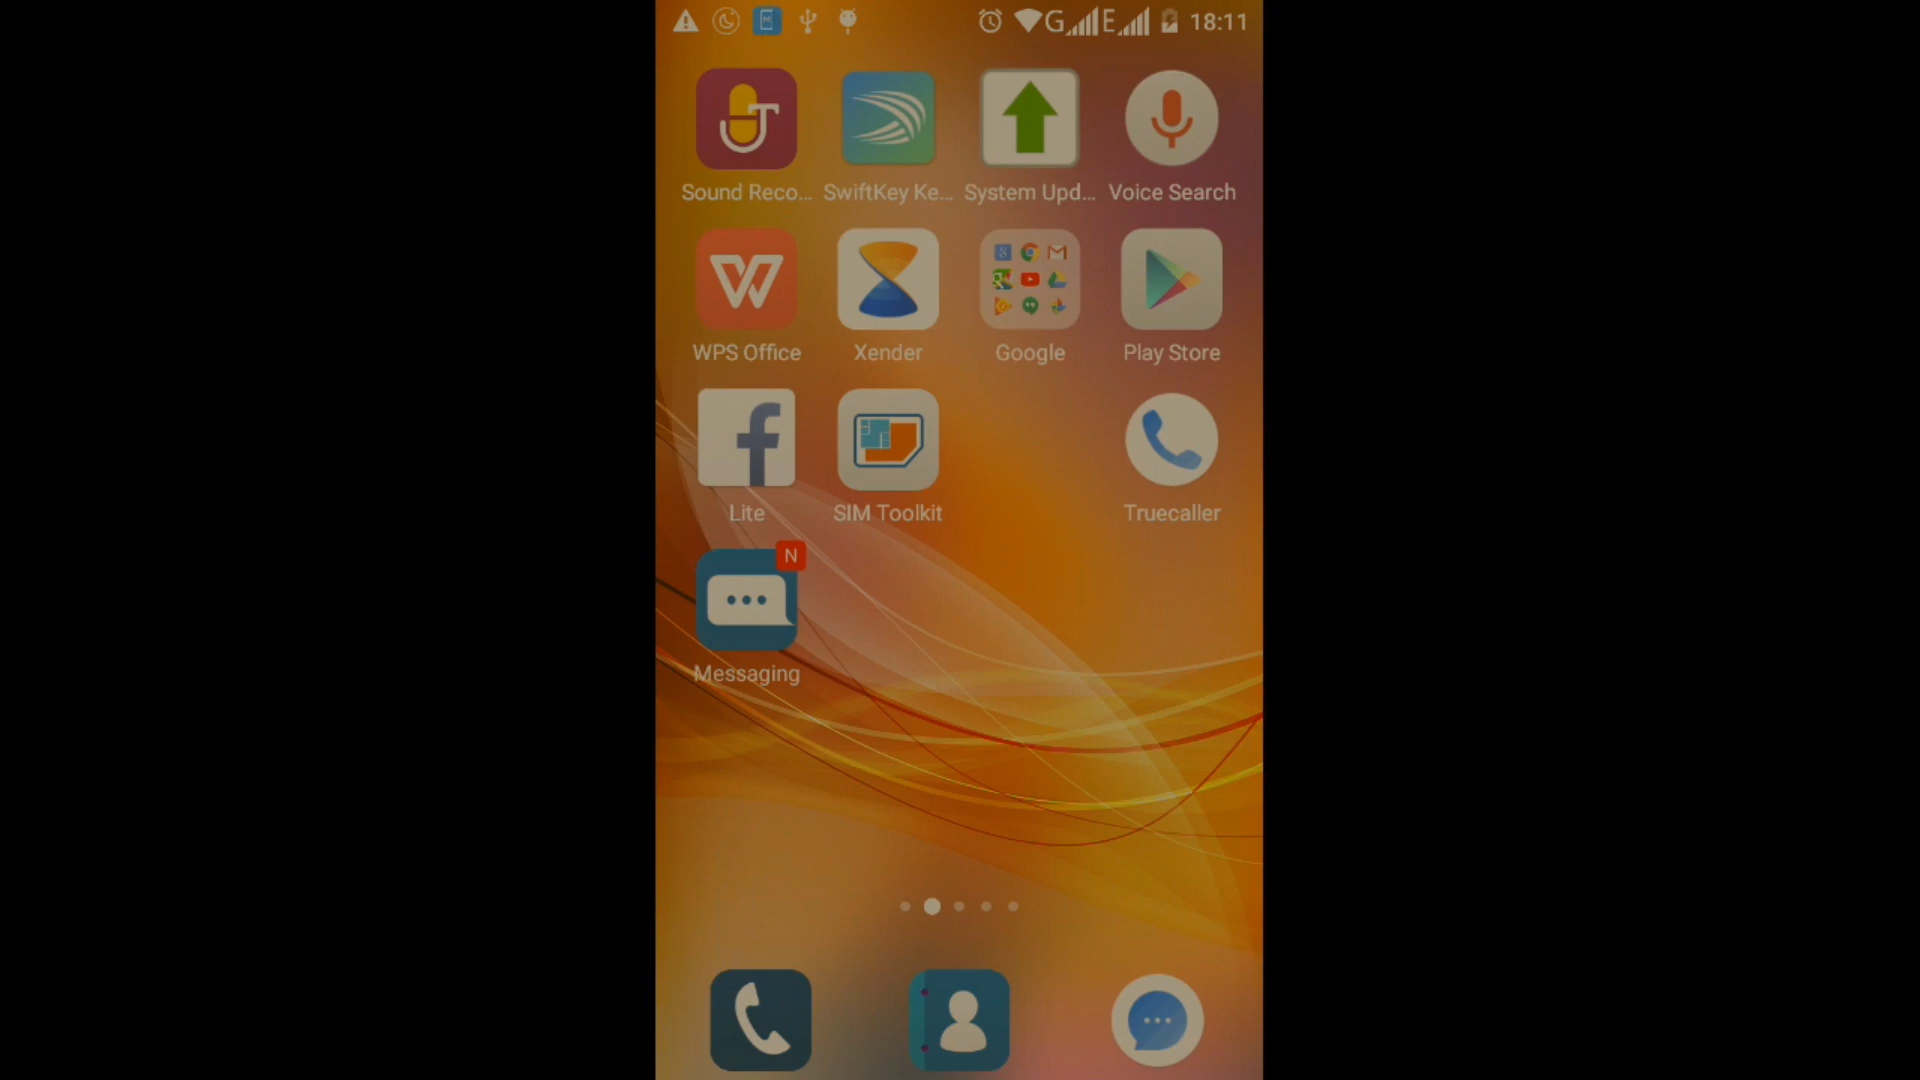 G E 18:11
Sound Reco... SwiftKey Ke... System Upd... Voice Search
WPS Office Xender Google Play Store
Lite SIM Toolkit Truecaller
N
Messaging